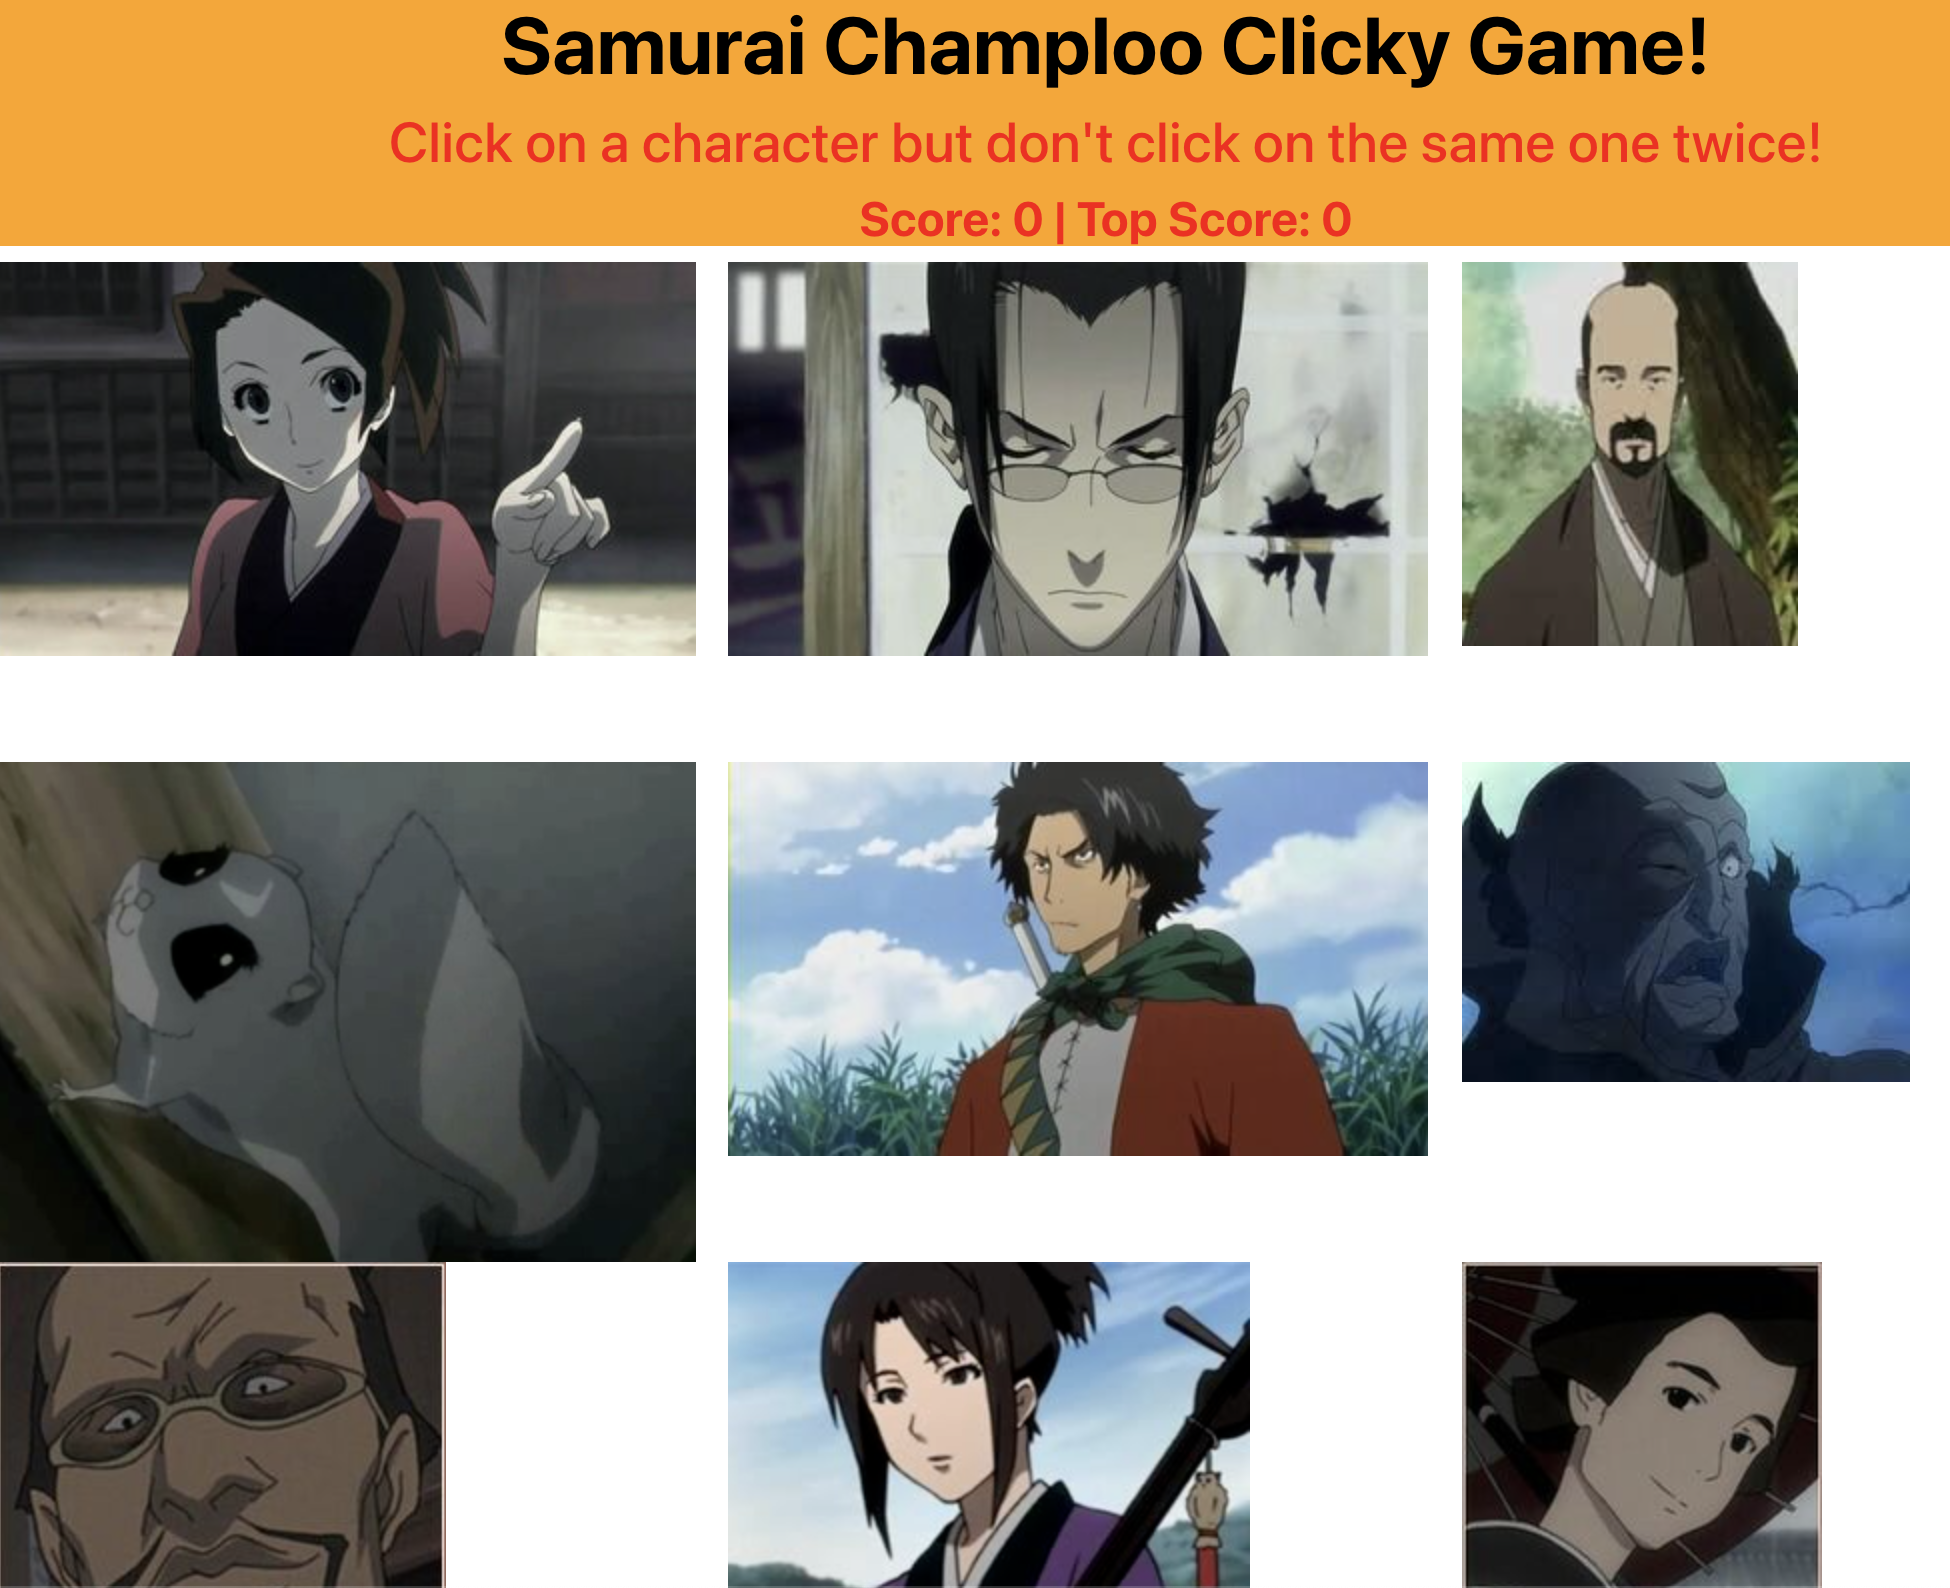 Samurai Champloo Clicky Game!
Click on a character but don't click on the same one twice!
Score: 0 | Top Score: 0